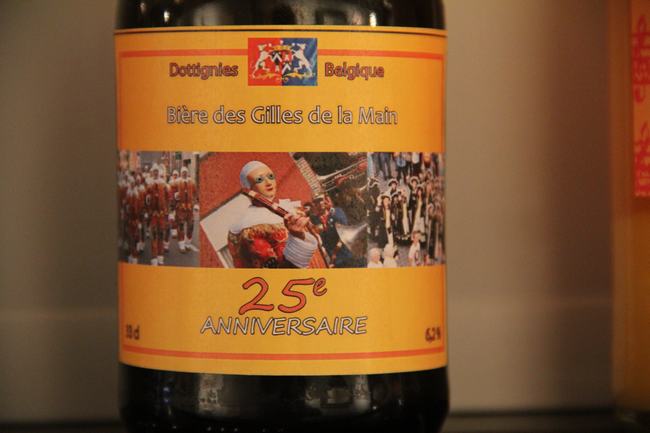 Dottignies Belgique
Bière des Gilles de la Main
25e
ANNIVERSAIRE
33 cl 6,2%